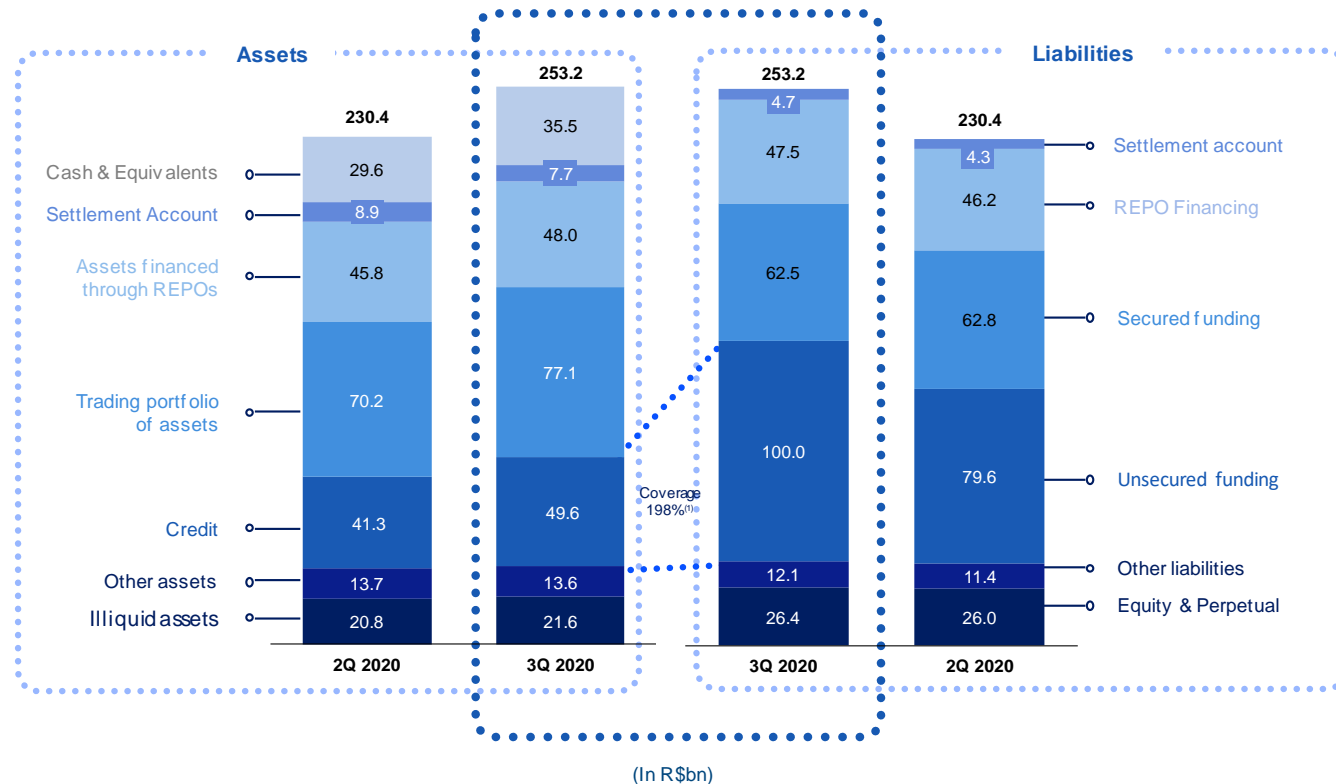 Assets
Liabilities
253.2
253.2
230.4
230.4
Cash & Equivalents
Settlement Account
Assets financed
through REPOs
Trading portfolio
of assets
Credit
Other assets
Illiquid assets
29.6
8.9
45.8
70.2
41.3
13.7
20.8
2Q 2020
35.5
7.7
48.0
77.1
49.6
13.6
21.6
3Q 2020
Coverage
198%(1)
4.7
47.5
62.5
100.0
12.1
26.4
3Q 2020
4.3
46.2
62.8
79.6
11.4
26.0
2Q 2020
Settlement account
REPO Financing
Secured funding
Unsecured funding
Other liabilities
Equity & Perpetual
(In R$bn)